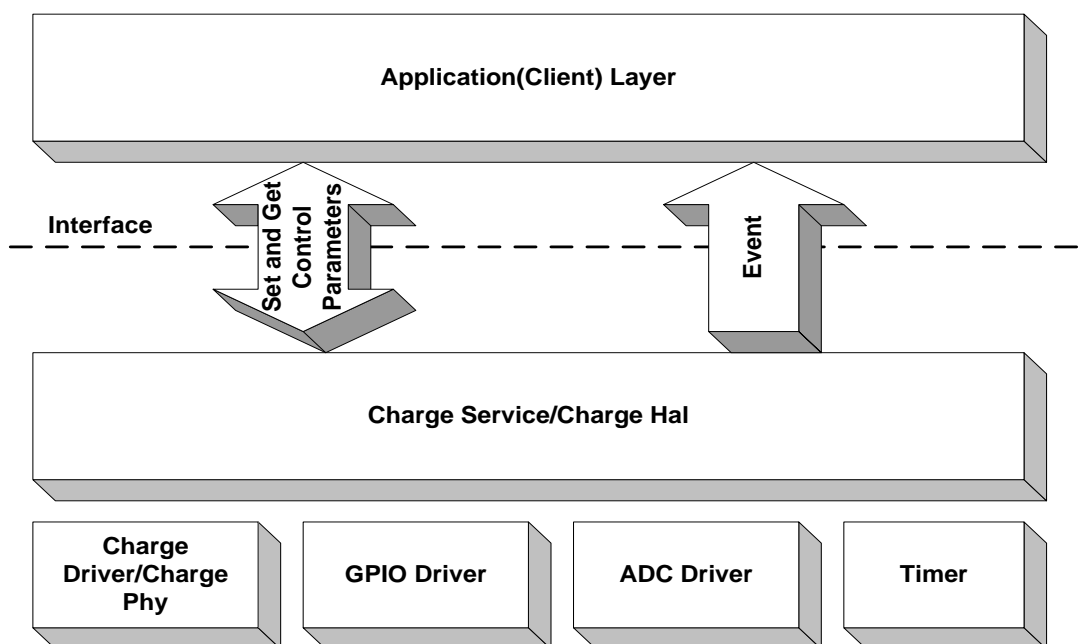 Application(Client) Layer
Set and Get
Control
Parameters
Event
Interface
Charge Service/Charge Hal
Charge
Driver/Charge
Phy
GPIO Driver
ADC Driver
Timer